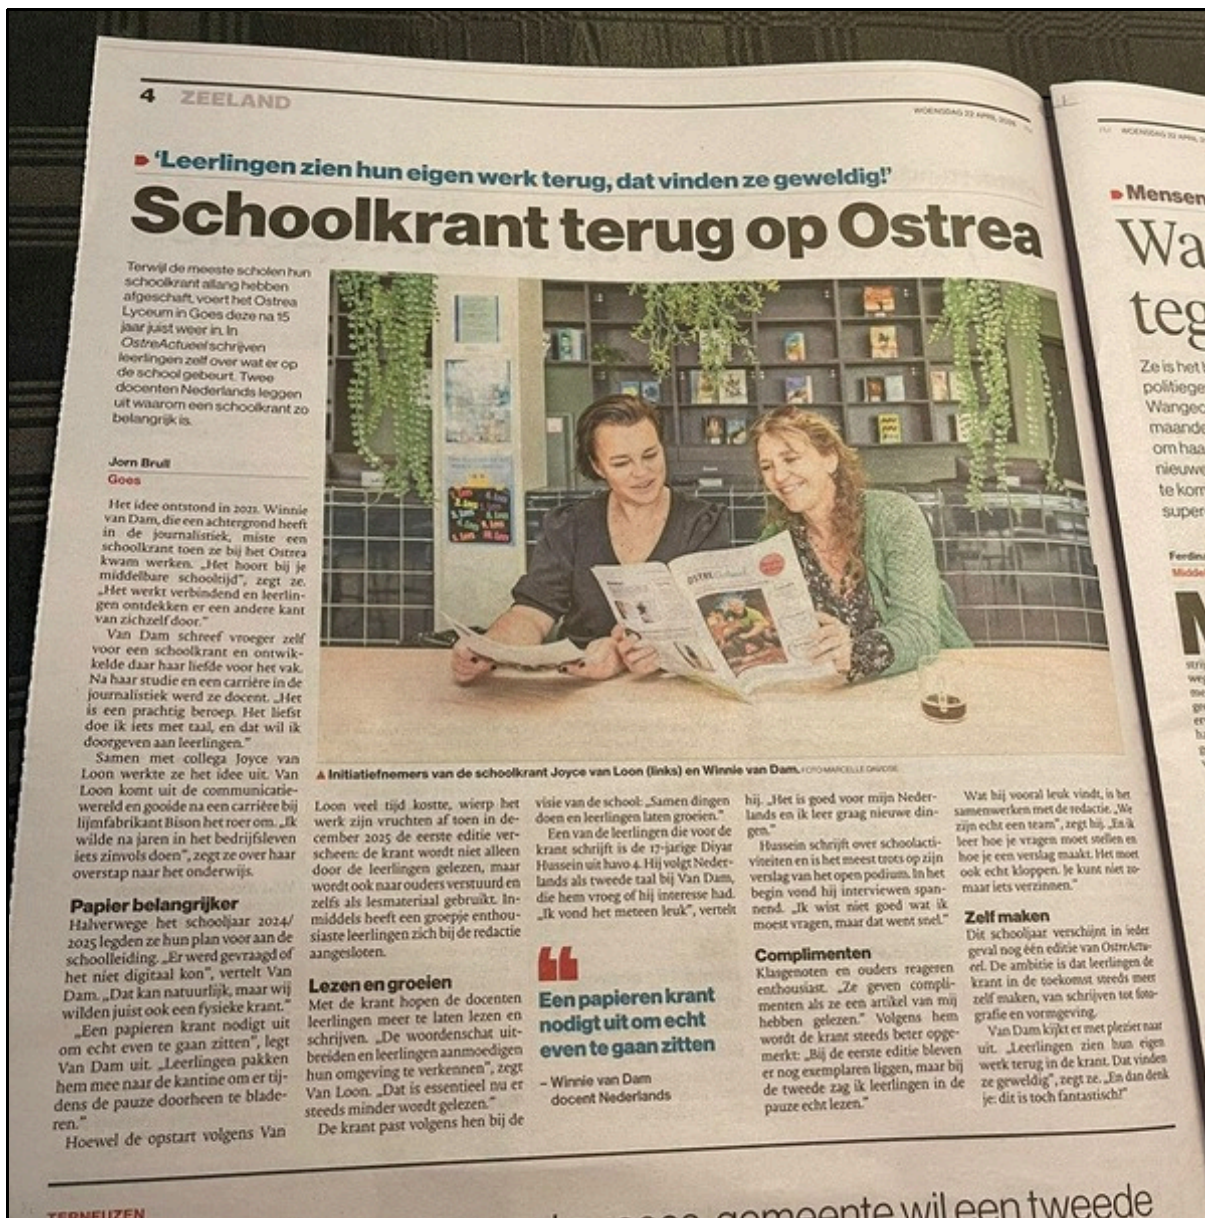 4 ZEELAND
WOENSDAG 22 APRIL 2026
'Leerlingen zien hun eigen werk terug, dat vinden ze geweldig!'
Schoolkrant terug op Ostrea
Terwijl de meeste scholen hun
schoolkrant allang hebben
afgeschaft, voert het Ostrea
Lyceum in Goes deze na 15
jaar juist weer in. In
OstreActueel schrijven
leerlingen zelf over wat er op
de school gebeurt. Twee
docenten Nederlands leggen
uit waarom een schoolkrant zo
belangrijk is.
Jorn Brull
Goes
Het idee ontstond in 2021. Winnie
van Dam, die een achtergrond heeft
in de journalistiek, miste een
schoolkrant toen ze bij het Ostrea
kwam werken. „Het hoort bij je
middelbare schooltijd”, zegt ze.
„Het werkt verbindend en leerlin-
gen ontdekken er een andere kant
van zichzelf door.”
Van Dam schreef vroeger zelf
voor een schoolkrant en ontwik-
kelde daar haar liefde voor het vak.
Na haar studie en een carrière in de
journalistiek werd ze docent. „Het
is een prachtig beroep. Het liefst
doe ik iets met taal, en dat wil ik
doorgeven aan leerlingen.”
Samen met collega Joyce van
Loon werkte ze het idee uit. Van
Loon komt uit de communicatie-
wereld en gooide na een carrière bij
lijmfabrikant Bison het roer om. „Ik
wilde na jaren in het bedrijfsleven
iets zinvols doen”, zegt ze over haar
overstap naar het onderwijs.
Papier belangrijker
Halverwege het schooljaar 2024/
2025 legden ze hun plan voor aan de
schoolleiding. „Er werd gevraagd of
het niet digitaal kon”, vertelt Van
Dam. „Dat kan natuurlijk, maar wij
wilden juist ook een fysieke krant.”
„Een papieren krant nodigt uit
om echt even te gaan zitten”, legt
Van Dam uit. „Leerlingen pakken
hem mee naar de kantine om er tij-
dens de pauze doorheen te blade-
ren.”
Hoewel de opstart volgens Van
OSTREActueel
Initiatiefnemers van de schoolkrant Joyce van Loon (links) en Winnie van Dam. FOTO MARCELLE DAVIDSE
Loon veel tijd kostte, wierp het
werk zijn vruchten af toen in de-
cember 2025 de eerste editie ver-
scheen: de krant wordt niet alleen
door de leerlingen gelezen, maar
wordt ook naar ouders verstuurd en
zelfs als lesmateriaal gebruikt. In-
middels heeft een groepje enthou-
siaste leerlingen zich bij de redactie
aangesloten.
Lezen en groeien
Met de krant hopen de docenten
leerlingen meer te laten lezen en
schrijven. „De woordenschat uit-
breiden en leerlingen aanmoedigen
hun omgeving te verkennen”, zegt
Van Loon. „Dat is essentieel nu er
steeds minder wordt gelezen.”
De krant past volgens hen bij de
visie van de school: „Samen dingen
doen en leerlingen laten groeien.”
Een van de leerlingen die voor de
krant schrijft is de 17-jarige Diyar
Hussein uit havo 4. Hij volgt Neder-
lands als tweede taal bij Van Dam,
die hem vroeg of hij interesse had.
„Ik vond het meteen leuk”, vertelt
Een papieren krant
nodigt uit om echt
even te gaan zitten
– Winnie van Dam
docent Nederlands
hij. „Het is goed voor mijn Neder-
lands en ik leer graag nieuwe din-
gen.”
Hussein schrijft over schoolacti-
viteiten en is het meest trots op zijn
verslag van het open podium. In het
begin vond hij interviewen span-
nend. „Ik wist niet goed wat ik
moest vragen, maar dat went snel.”
Complimenten
Klasgenoten en ouders reageren
enthousiast. „Ze geven compli-
menten als ze een artikel van mij
hebben gelezen.” Volgens hem
wordt de krant steeds beter opge-
merkt: „Bij de eerste editie bleven
er nog exemplaren liggen, maar bij
de tweede zag ik leerlingen in de
pauze echt lezen.”
Wat hij vooral leuk vindt, is het
samenwerken met de redactie. „We
zijn echt een team”, zegt hij. „En ik
leer hoe je vragen moet stellen en
hoe je een verslag maakt. Het moet
ook echt kloppen. Je kunt niet zo-
maar iets verzinnen.”
Zelf maken
Dit schooljaar verschijnt in ieder
geval nog één editie van OstreActu-
eel. De ambitie is dat leerlingen de
krant in de toekomst steeds meer
zelf maken, van schrijven tot foto-
grafie en vormgeving.
Van Dam kijkt er met plezier naar
uit. „Leerlingen zien hun eigen
werk terug in de krant. Dat vinden
ze geweldig”, zegt ze. „En dan denk
je: dit is toch fantastisch!”
TERNEUZEN
gemeente wil een tweede
WOENSDAG 22 APRIL
Mensen
Wa
teg
Ze is het
politiege
Wangec
maande
om haa
nieuwe
te kom
super
Ferdin
Middel